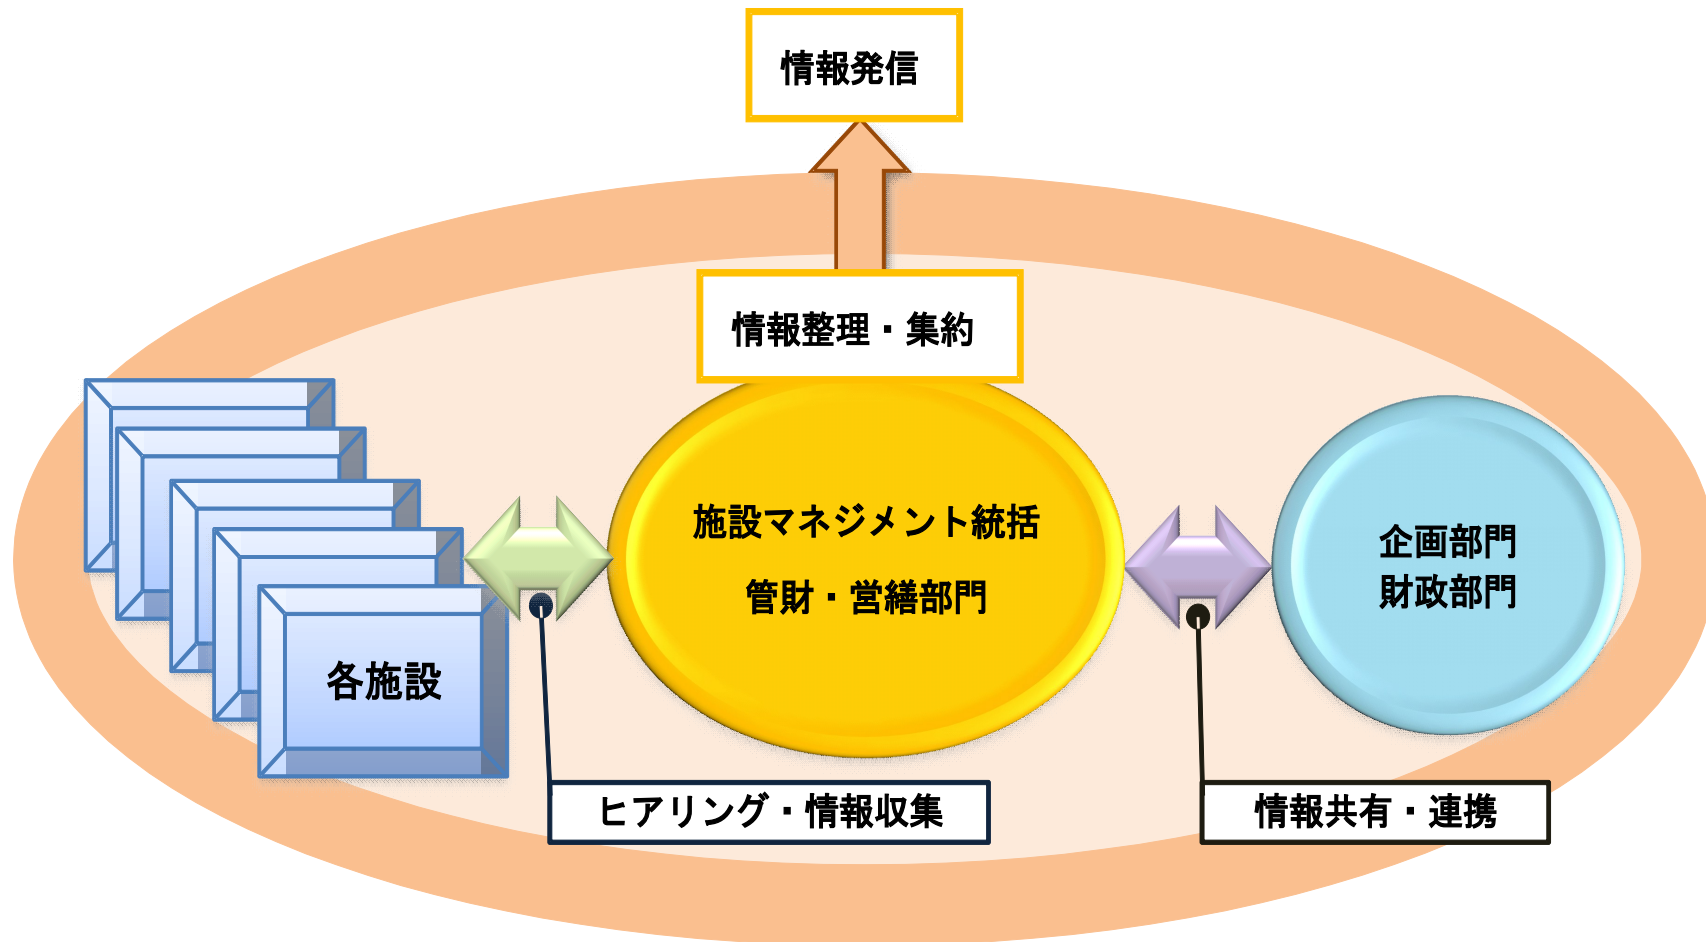 情報発信
情報整理・集約
施設マネジメント統括
管財・営繕部門
企画部門
財政部門
各施設
ヒアリング・情報収集
情報共有・連携